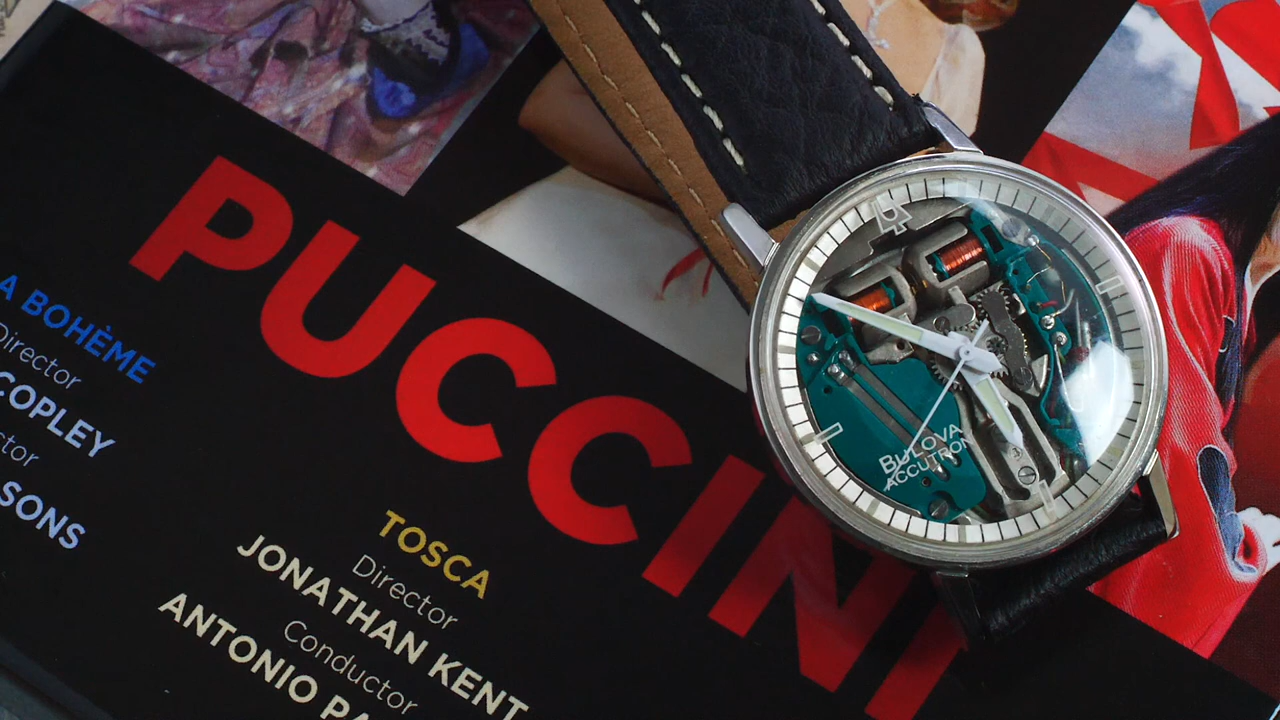 PUCCINI
A BOHÈME
Director
COPLEY
SONS
TOSCA
Director
JONATHAN KENT
Conductor
ANTONIO
BULOVA
ACCUTRON